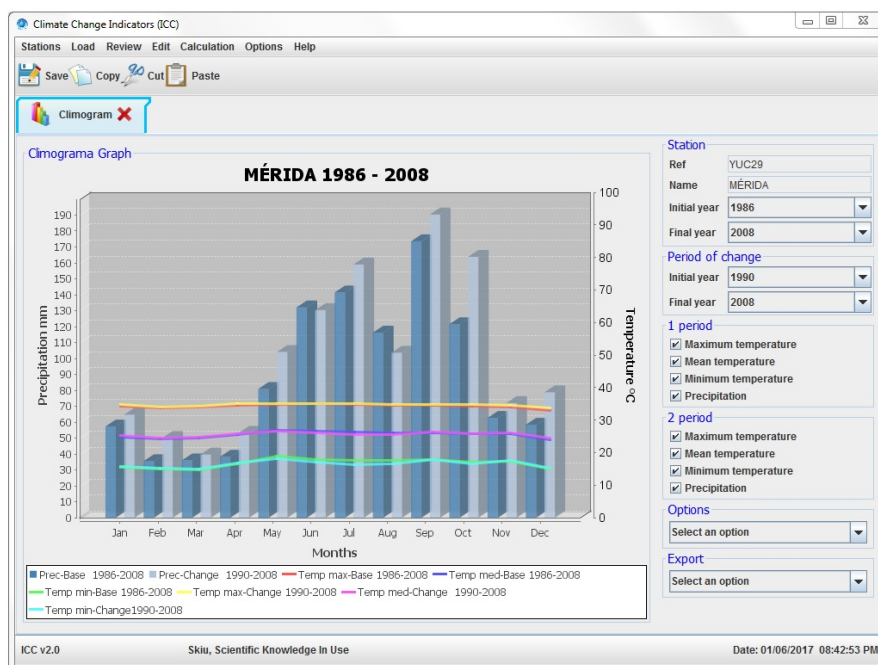 Climate Change Indicators (ICC)
Stations Load Review Edit Calculation Options Help
Save Copy Cut Paste
Climogram
Climograma Graph
MÉRIDA 1986 - 2008
Precipitation mm
190
180
170
160
150
140
130
120
110
100
90
80
70
60
50
40
30
20
10
0
100
90
80
70
60
50
40
30
20
10
0
Temperature ºC
Jan Feb Mar Apr May Jun Jul Aug Sep Oct Nov Dec
Months
Prec-Base 1986-2008 Prec-Change 1990-2008 Temp max-Base 1986-2008 Temp med-Base 1986-2008
Temp min-Base 1986-2008 Temp max-Change 1990-2008 Temp med-Change 1990-2008
Temp min-Change1990-2008
Station
Ref YUC29
Name MÉRIDA
Initial year 1986
Final year 2008
Period of change
Initial year 1990
Final year 2008
1 period
Maximum temperature
Mean temperature
Minimum temperature
Precipitation
2 period
Maximum temperature
Mean temperature
Minimum temperature
Precipitation
Options
Select an option
Export
Select an option
ICC v2.0 Skiu, Scientific Knowledge In Use Date: 01/06/2017 08:42:53 PM